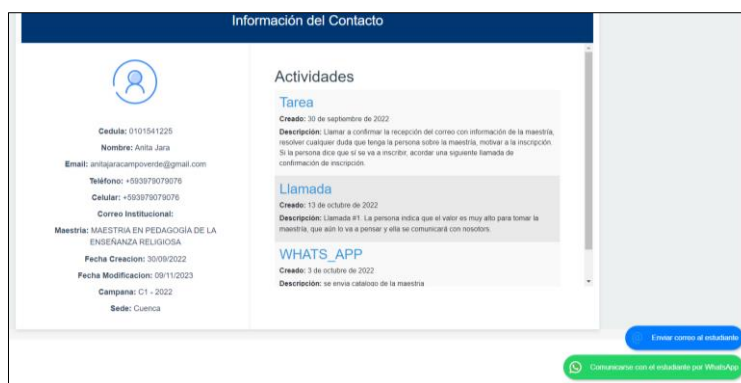 Información del Contacto
Cedula: 0101541225
Nombre: Anita Jara
Email: anitajaracampoverde@gmail.com
Teléfono: +593979079076
Celular: +593979079076
Correo Institucional:
Maestria: MAESTRIA EN PEDAGOGÍA DE LA
ENSEÑANZA RELIGIOSA
Fecha Creacion: 30/09/2022
Fecha Modificacion: 09/11/2023
Campana: C1 - 2022
Sede: Cuenca
Actividades
Tarea
Creado: 30 de septiembre de 2022
Descripción: Llamar a confirmar la recepción del correo con información de la maestría,
resolver cualquier duda que tenga la persona sobre la maestría, motivar a la inscripción.
Si la persona dice que sí se va a inscribir, acordar una siguiente llamada de
confirmación de inscripción.
Llamada
Creado: 13 de octubre de 2022
Descripción: Llamada #1. La persona indica que el valor es muy alto para tomar la
maestría, que aún lo va a pensar y ella se comunicará con nosotors.
WHATS_APP
Creado: 3 de octubre de 2022
Descripción: se envia catalogo de la maestria
Enviar correo al estudiante
Comunicarse con el estudiante por WhatsApp